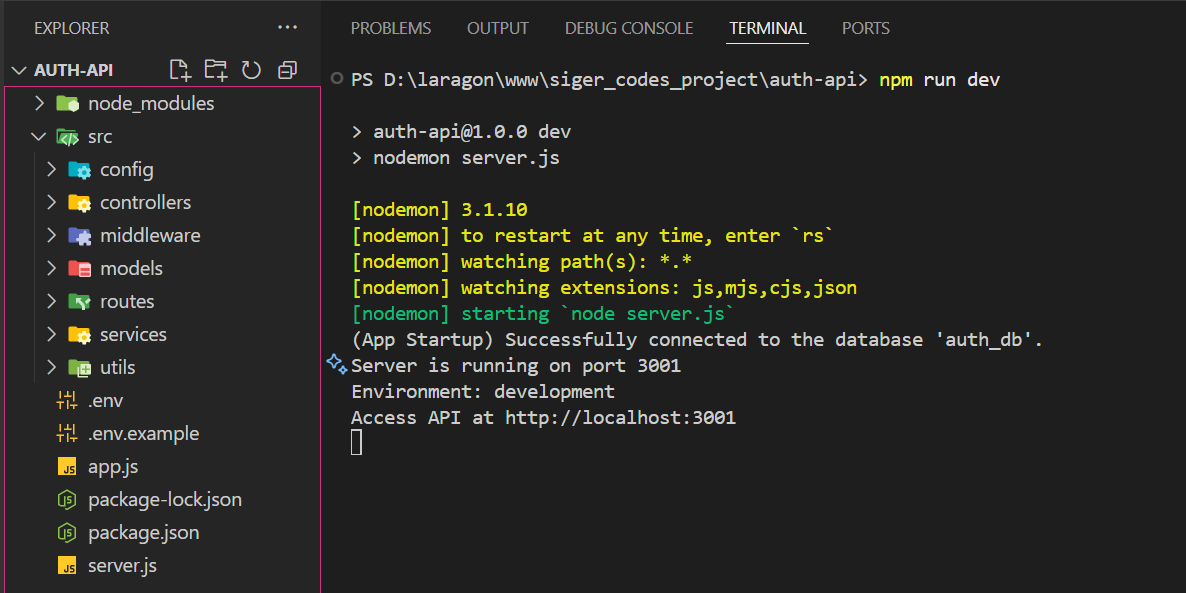 EXPLORER
AUTH-API
node_modules
src
config
controllers
middleware
models
routes
services
utils
.env
.env.example
app.js
package-lock.json
package.json
server.js
PROBLEMS OUTPUT DEBUG CONSOLE TERMINAL PORTS
PS D:\laragon\www\siger_codes_project\auth-api> npm run dev
> auth-api@1.0.0 dev
> nodemon server.js
[nodemon] 3.1.10
[nodemon] to restart at any time, enter `rs`
[nodemon] watching path(s): *.*
[nodemon] watching extensions: js,mjs,cjs,json
[nodemon] starting `node server.js`
(App Startup) Successfully connected to the database 'auth_db'.
Server is running on port 3001
Environment: development
Access API at http://localhost:3001